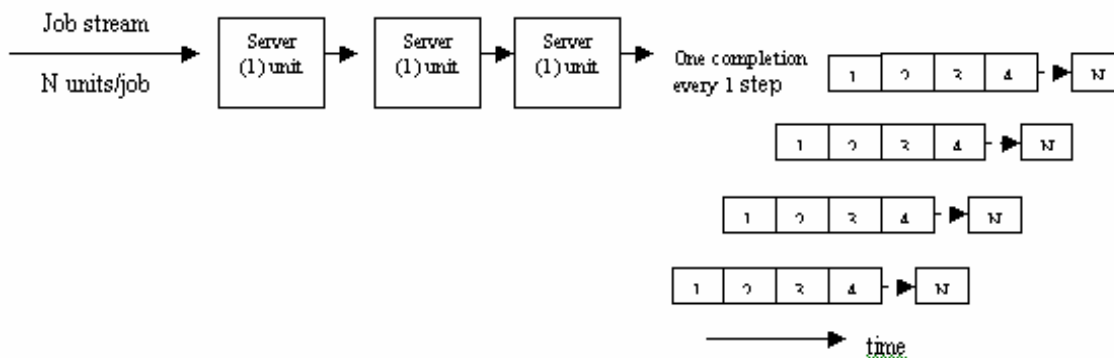 Job stream
N units/job
Server
(1) unit
Server
(1) unit
Server
(1) unit
One completion
every 1 step
1 2 3 4 N
1 2 3 4 N
1 2 3 4 N
1 2 3 4 N
time